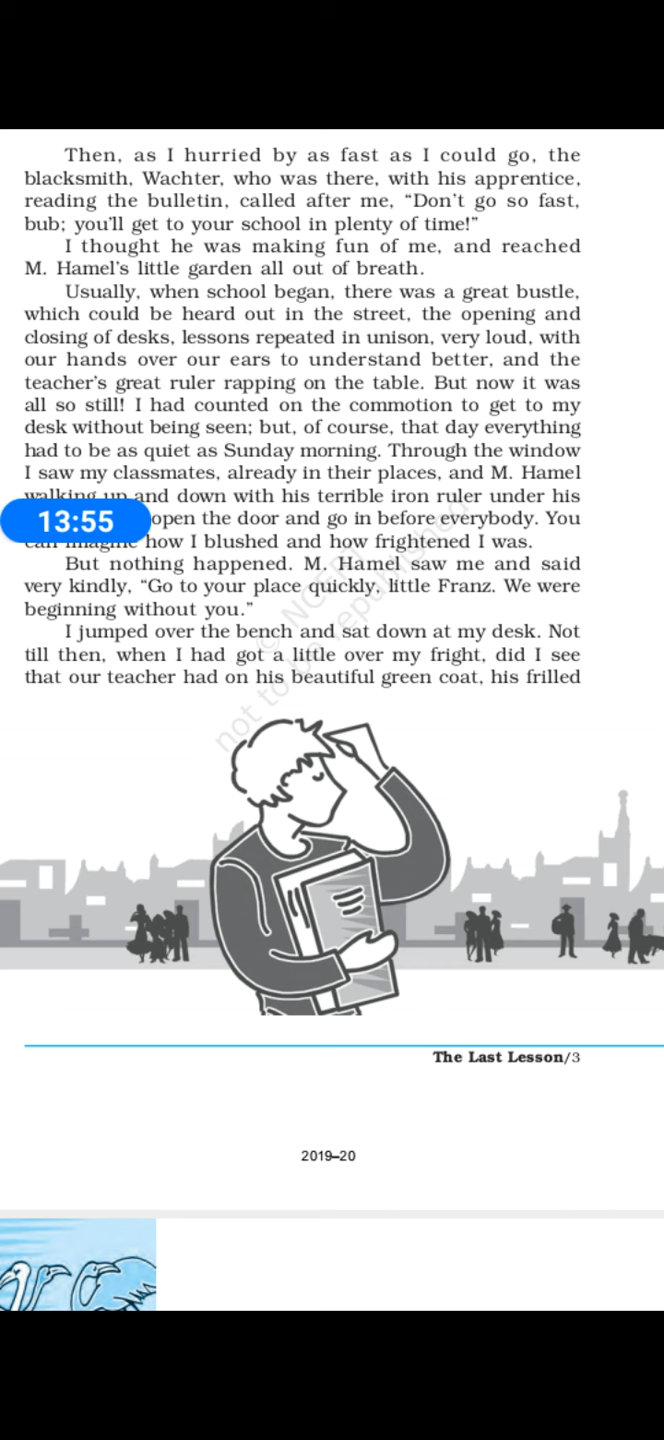 Then, as I hurried by as fast as I could go, the
blacksmith, Wachter, who was there, with his apprentice,
reading the bulletin, called after me, “Don’t go so fast,
bub; you’ll get to your school in plenty of time!”
I thought he was making fun of me, and reached
M. Hamel’s little garden all out of breath.
Usually, when school began, there was a great bustle,
which could be heard out in the street, the opening and
closing of desks, lessons repeated in unison, very loud, with
our hands over our ears to understand better, and the
teacher’s great ruler rapping on the table. But now it was
all so still! I had counted on the commotion to get to my
desk without being seen; but, of course, that day everything
had to be as quiet as Sunday morning. Through the window
I saw my classmates, already in their places, and M. Hamel
walking up and down with his terrible iron ruler under his
13:55
open the door and go in before everybody. You
can imagine how I blushed and how frightened I was.
But nothing happened. M. Hamel saw me and said
very kindly, “Go to your place quickly, little Franz. We were
beginning without you.”
I jumped over the bench and sat down at my desk. Not
till then, when I had got a little over my fright, did I see
that our teacher had on his beautiful green coat, his frilled
© NCERT
not to be republished
The Last Lesson/3
2019–20